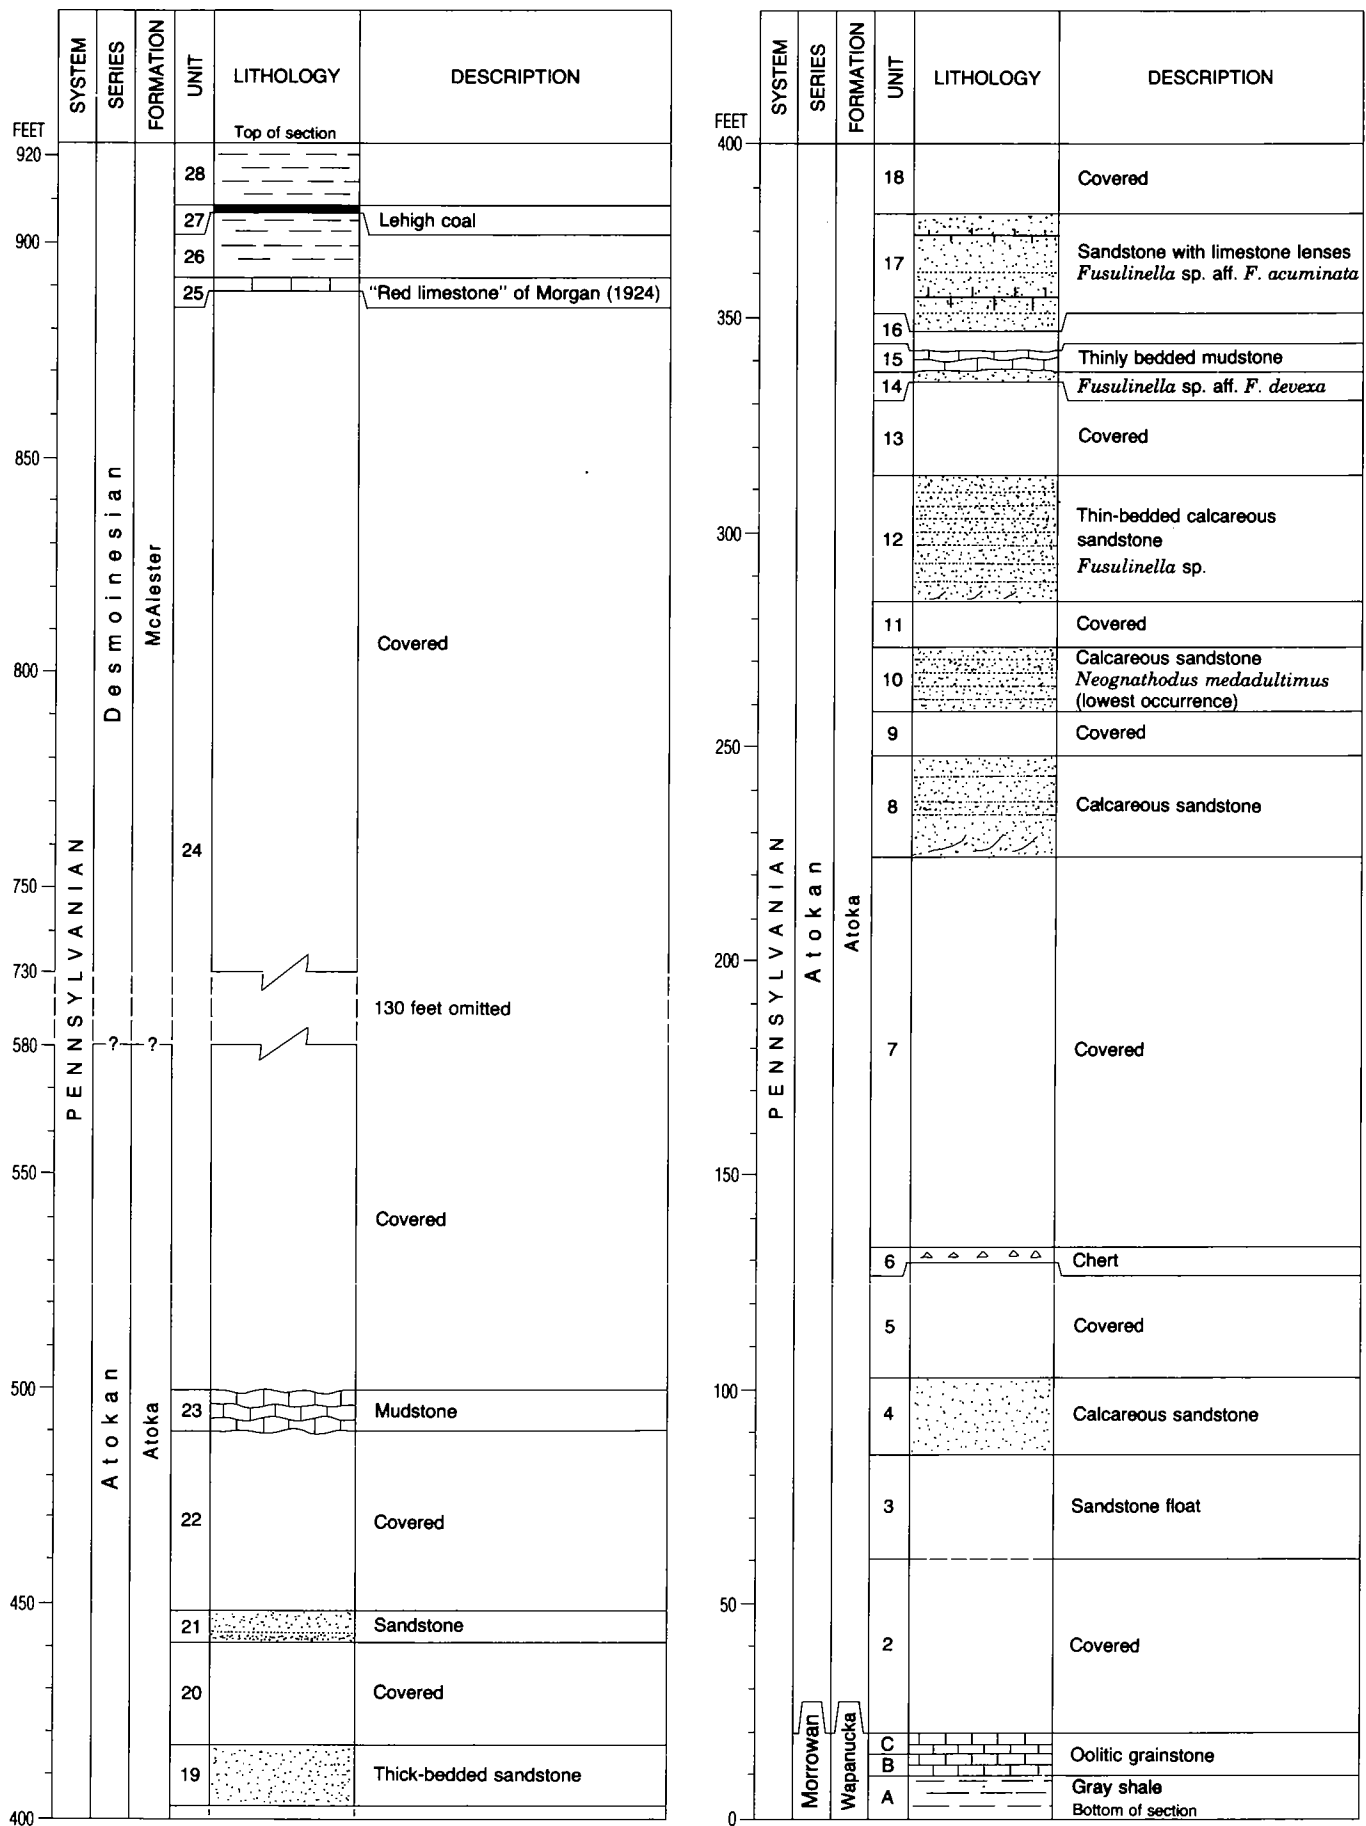 SYSTEM
SERIES
FORMATION
UNIT
LITHOLOGY
DESCRIPTION
FEET
Top of section
920
28
27
Lehigh coal
900
26
25
"Red limestone" of Morgan (1924)
850
Desmoinesian
McAlester
800
Covered
24
PENNSYLVANIAN
750
730
130 feet omitted
580
?
?
550
Covered
500
23
Mudstone
Atokan
Atoka
22
Covered
450
21
Sandstone
20
Covered
19
Thick-bedded sandstone
400
SYSTEM
SERIES
FORMATION
UNIT
LITHOLOGY
DESCRIPTION
FEET
400
18
Covered
17
Sandstone with limestone lenses
Fusulinella sp. aff. F. acuminata
350
16
15
Thinly bedded mudstone
14
Fusulinella sp. aff. F. devexa
13
Covered
300
12
Thin-bedded calcareous
sandstone
Fusulinella sp.
11
Covered
10
Calcareous sandstone
Neognathodus medadultimus
(lowest occurrence)
9
Covered
250
8
Calcareous sandstone
PENNSYLVANIAN
Atokan
Atoka
200
7
Covered
150
6
Chert
5
Covered
100
4
Calcareous sandstone
3
Sandstone float
50
2
Covered
Morrowan
Wapanucka
C
B
Oolitic grainstone
A
Gray shale
Bottom of section
0